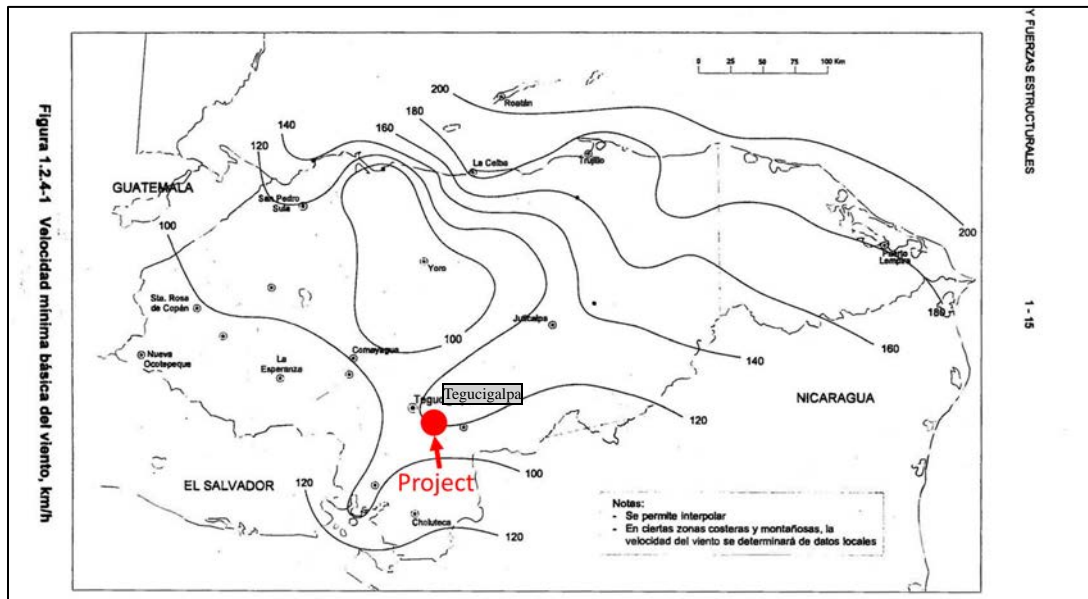 Y FUERZAS ESTRUCTURALES
1 - 15
Figura 1.2.4-1 Velocidad mínima básica del viento, km/h
0 25 50 75 100 Km
200
Roatán
180
160
140
120
La Ceiba
Trujillo
GUATEMALA
San Pedro
Sula
100
Yoro
200
Puerto
Lempira
Sta. Rosa
de Copán
Juticalpa
180
100
160
Nueva
Ocotepeque
La
Esperanza
Comayagua
140
Tegucigalpa
NICARAGUA
120
EL SALVADOR
Project
100
120
Choluteca
120
Notas:
- Se permite interpolar
- En ciertas zonas costeras y montañosas, la
velocidad del viento se determinará de datos locales